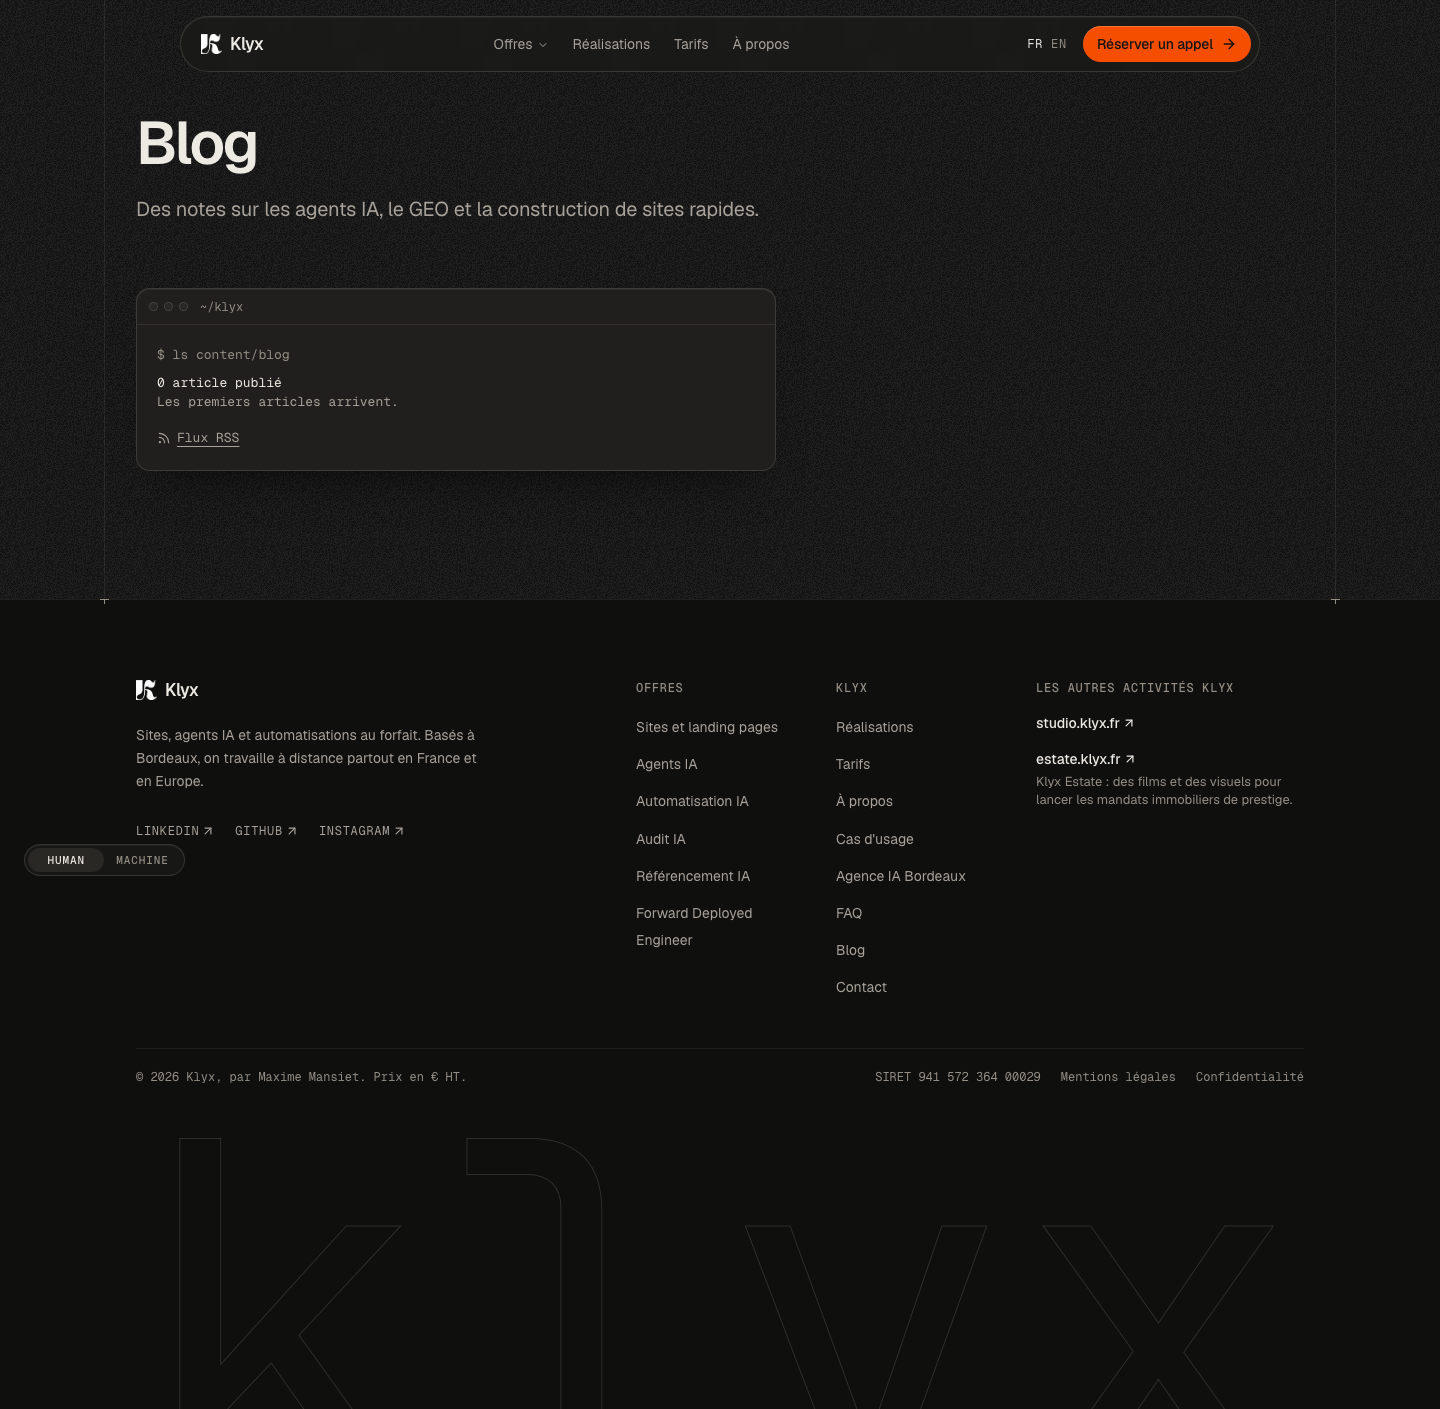 Klyx
Offres
Réalisations
Tarifs
À propos
FR EN
Réserver un appel
Blog
Des notes sur les agents IA, le GEO et la construction de sites rapides.
~/klyx
$ ls content/blog
0 article publié
Les premiers articles arrivent.
Flux RSS
Klyx
Sites, agents IA et automatisations au forfait. Basés à
Bordeaux, on travaille à distance partout en France et
en Europe.
LINKEDIN
GITHUB
INSTAGRAM
HUMAN
MACHINE
OFFRES
Sites et landing pages
Agents IA
Automatisation IA
Audit IA
Référencement IA
Forward Deployed
Engineer
KLYX
Réalisations
Tarifs
À propos
Cas d'usage
Agence IA Bordeaux
FAQ
Blog
Contact
LES AUTRES ACTIVITÉS KLYX
studio.klyx.fr
estate.klyx.fr
Klyx Estate : des films et des visuels pour
lancer les mandats immobiliers de prestige.
© 2026 Klyx, par Maxime Mansiet. Prix en € HT.
SIRET 941 572 364 00029
Mentions légales
Confidentialité
klyx